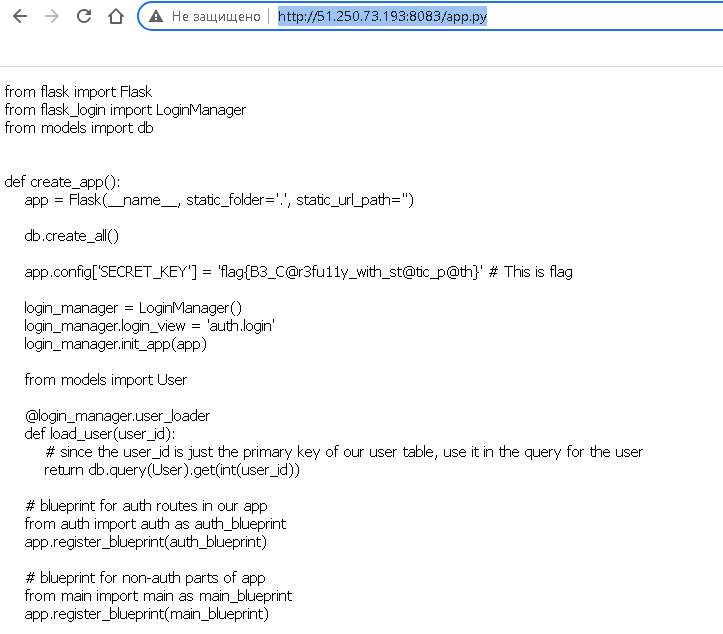 Не защищено http://51.250.73.193:8083/app.py
from flask import Flask
from flask_login import LoginManager
from models import db
def create_app():
app = Flask(__name__, static_folder='.', static_url_path='')
db.create_all()
app.config['SECRET_KEY'] = 'flag{B3_C@r3fu11y_with_st@tic_p@th}' # This is flag
login_manager = LoginManager()
login_manager.login_view = 'auth.login'
login_manager.init_app(app)
from models import User
@login_manager.user_loader
def load_user(user_id):
# since the user_id is just the primary key of our user table, use it in the query for the user
return db.query(User).get(int(user_id))
# blueprint for auth routes in our app
from auth import auth as auth_blueprint
app.register_blueprint(auth_blueprint)
# blueprint for non-auth parts of app
from main import main as main_blueprint
app.register_blueprint(main_blueprint)